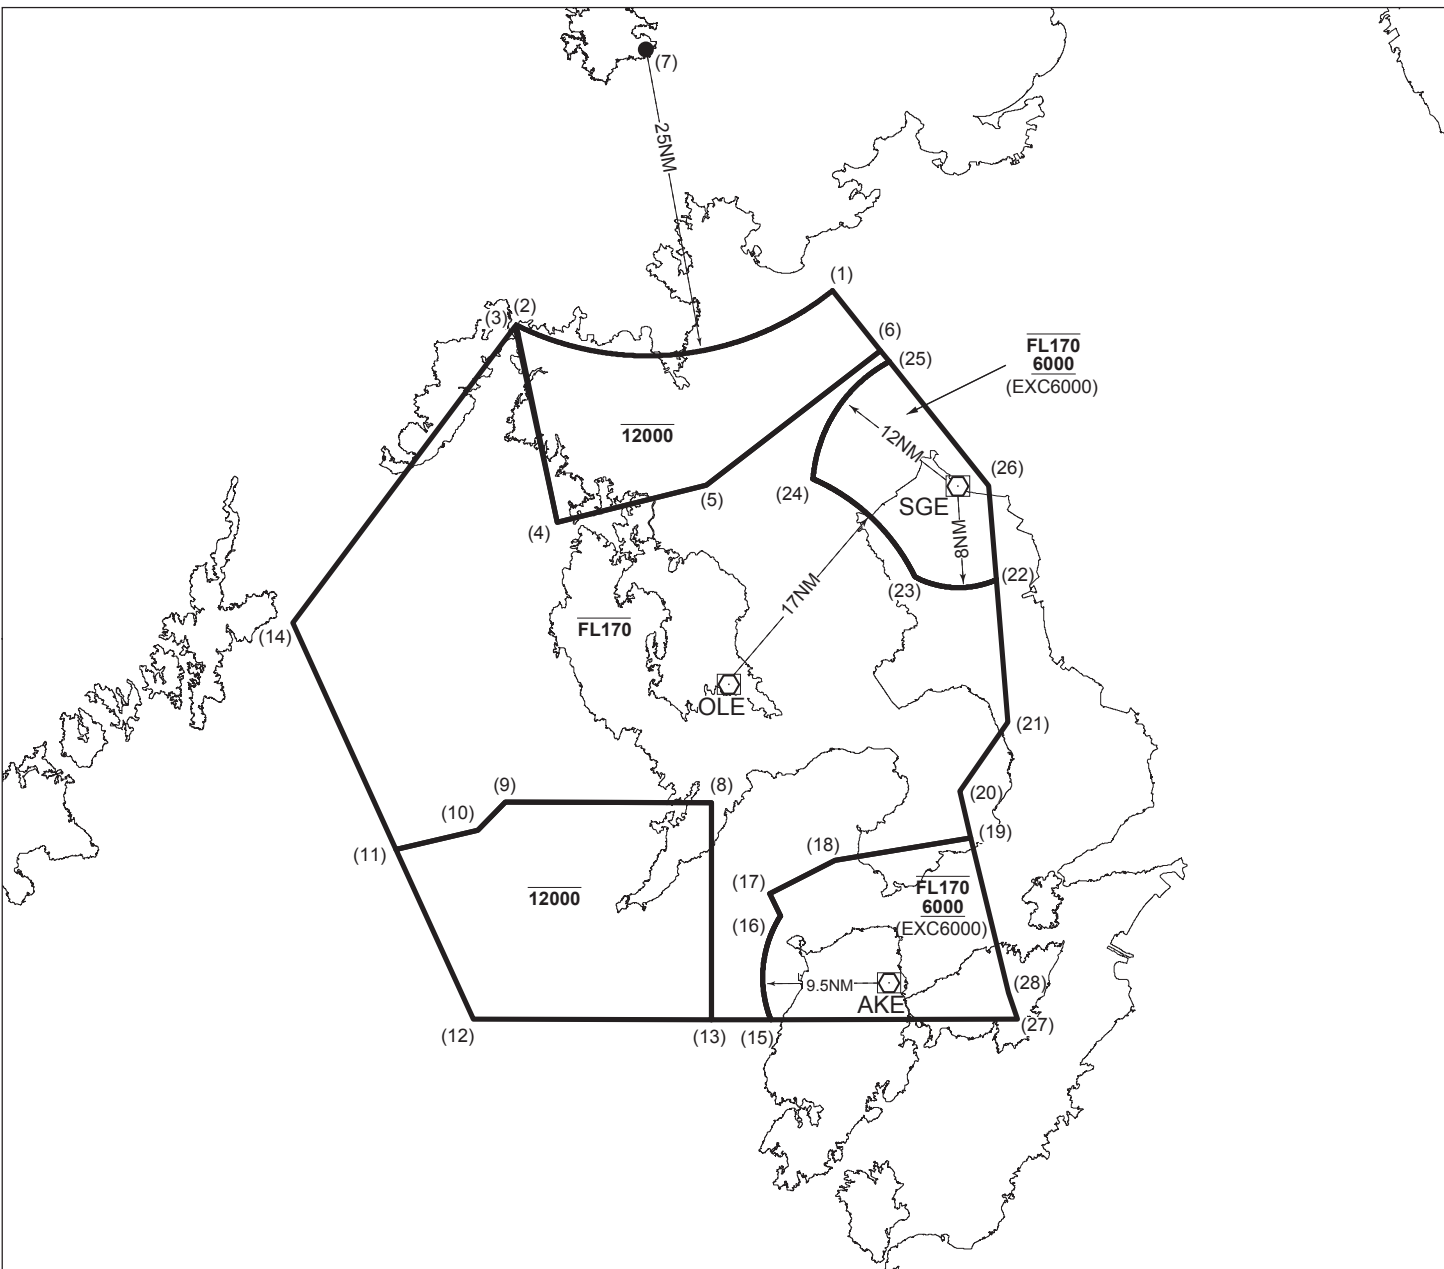 (7)
25NM
(1)
(2)
(3)
(6)
(25)
FL170
6000
(EXC6000)
12000
12NM
(5)
(24)
(26)
SGE
(4)
8NM
(22)
(23)
17NM
FL170
(14)
OLE
(21)
(9)
(8)
(20)
(10)
(19)
(11)
(18)
(17)
12000
FL170
6000
(EXC6000)
(16)
9.5NM
AKE
(28)
(12)
(13)
(15)
(27)